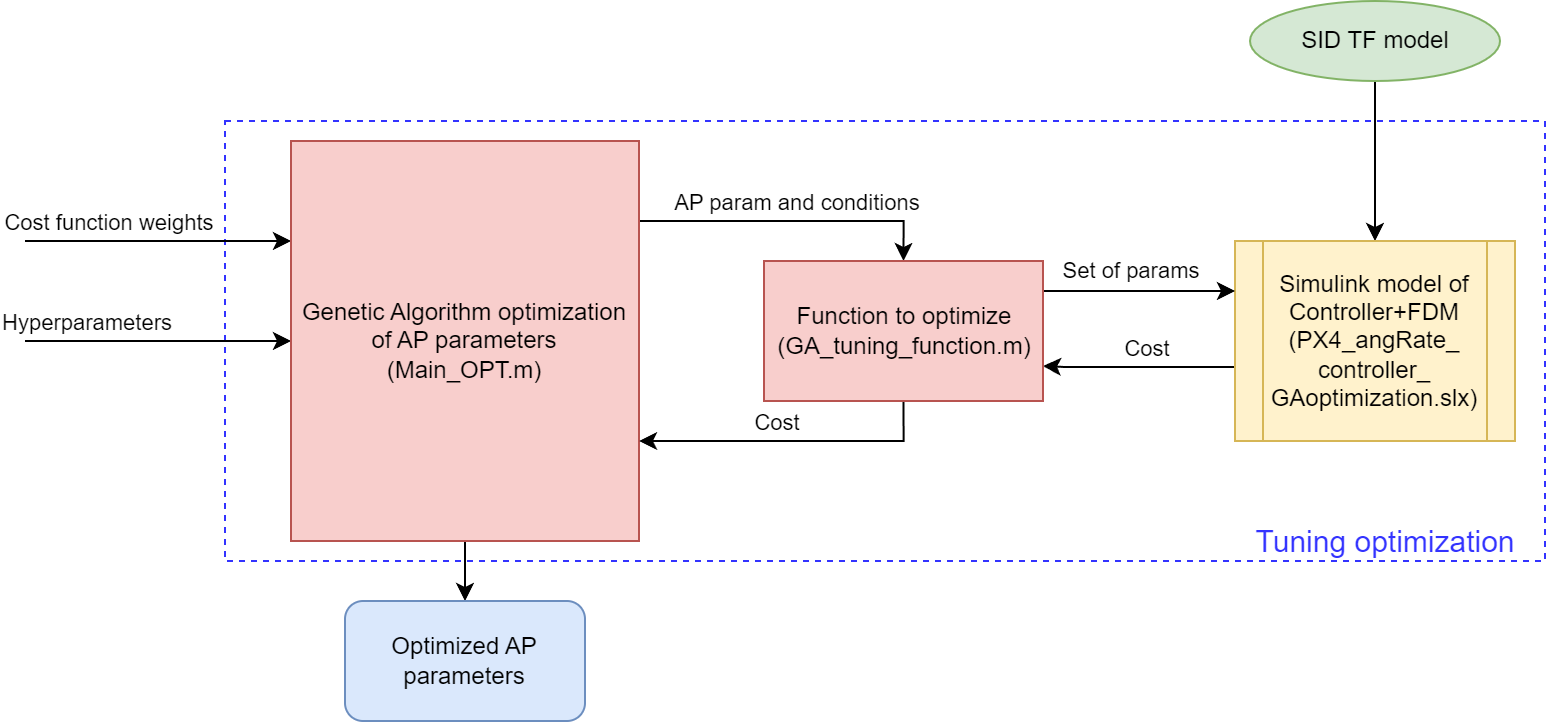 SID TF model
Cost function weights
Hyperparameters
Genetic Algorithm optimization
of AP parameters
(Main_OPT.m)
AP param and conditions
Function to optimize
(GA_tuning_function.m)
Cost
Set of params
Cost
Simulink model of
Controller+FDM
(PX4_angRate_
controller_
GAoptimization.slx)
Tuning optimization
Optimized AP
parameters